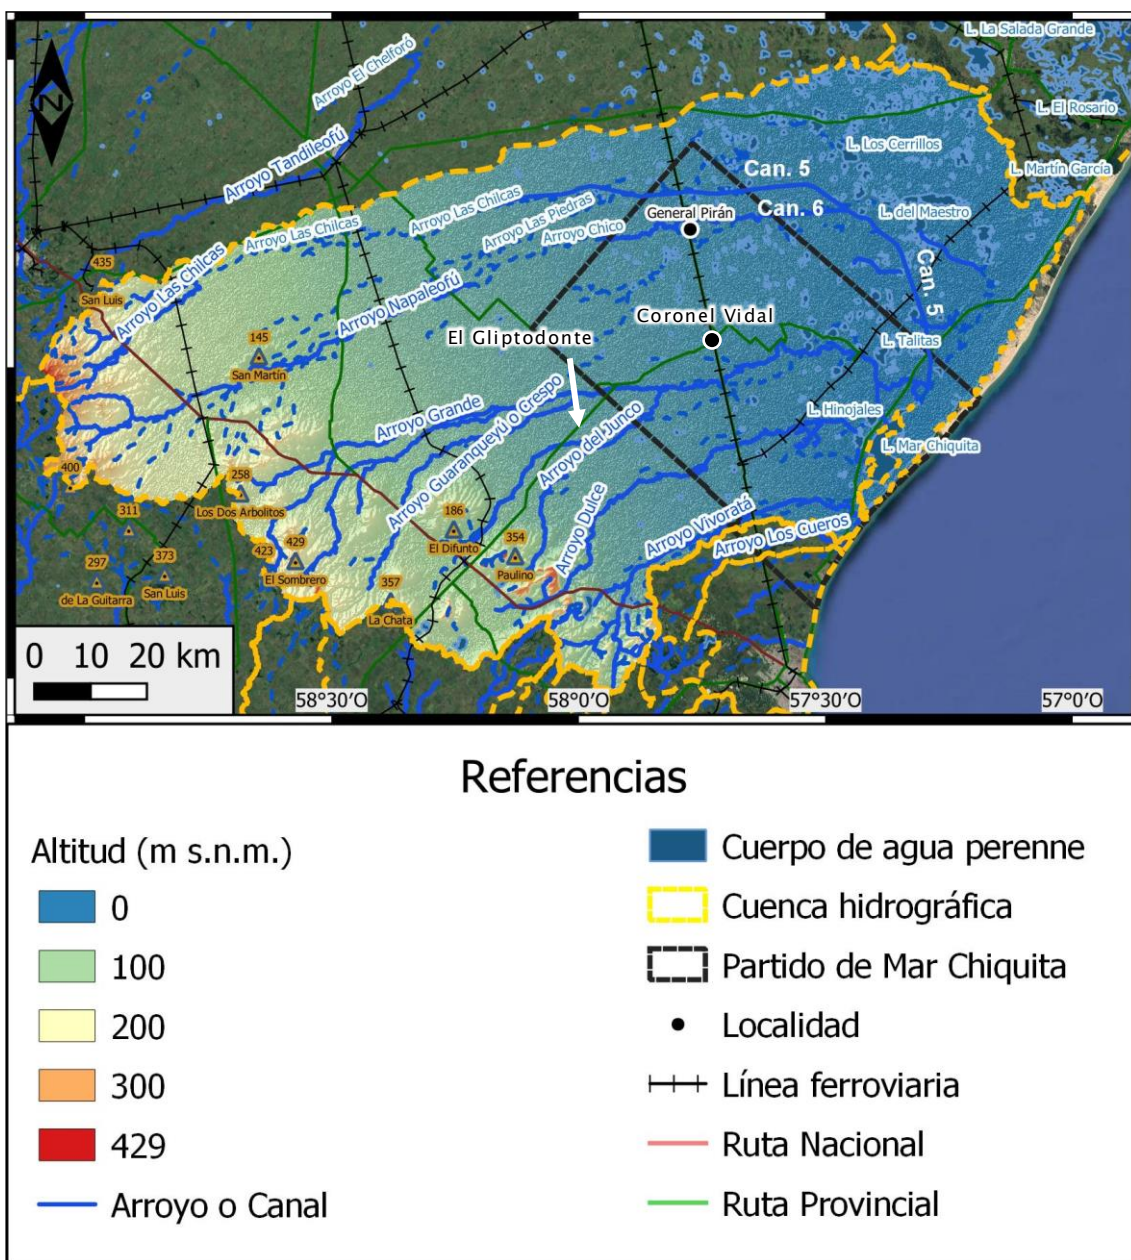 L. La Salada Grande
Arroyo El Chelforó
N
L. El Rosario
Arroyo Tandileofú
L. Los Cerrillos
L. Martín García
Can. 5
Arroyo Las Chilcas
Arroyo Las Piedras
General Pirán
Can. 6
L. del Maestro
Arroyo Las Chilcas
Arroyo Chico
435
San Luis
Arroyo Las Chilcas
Can. 5
Arroyo Napaleofú
Coronel Vidal
El Gliptodonte
L. Talitas
145
San Martín
Arroyo Grande
Arroyo Guaranqueyú o Crespo
Arroyo del Junco
L. Hinojales
L. Mar Chiquita
400
258
Los Dos Arbolitos
311
186
El Difunto
354
Paulino
Arroyo Dulce
Arroyo Vivoratá
Arroyo Los Cueros
423
429
El Sombrero
297
de La Guitarra
373
San Luis
357
La Chata
0 10 20 km
58°30'O
58°0'O
57°30'O
57°0'O
Referencias
Altitud (m s.n.m.)
0
100
200
300
429
Arroyo o Canal
Cuerpo de agua perenne
Cuenca hidrográfica
Partido de Mar Chiquita
Localidad
Línea ferroviaria
Ruta Nacional
Ruta Provincial